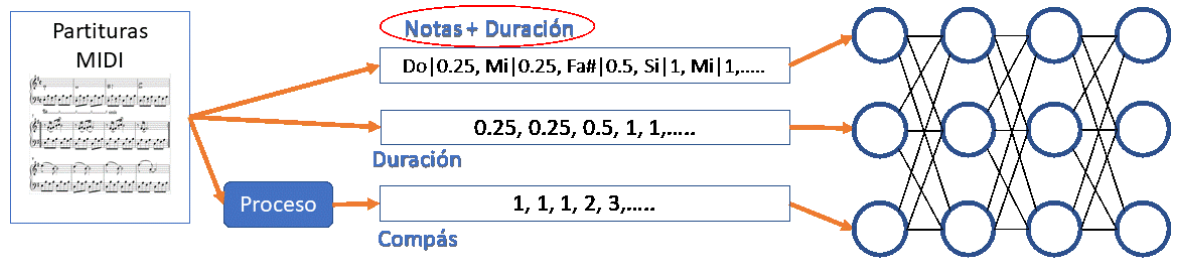 Partituras
MIDI
Notas + Duración
Do|0.25, Mi|0.25, Fa#|0.5, Si|1, Mi|1,.....
0.25, 0.25, 0.5, 1, 1,.....
Duración
Proceso
1, 1, 1, 2, 3,.....
Compás